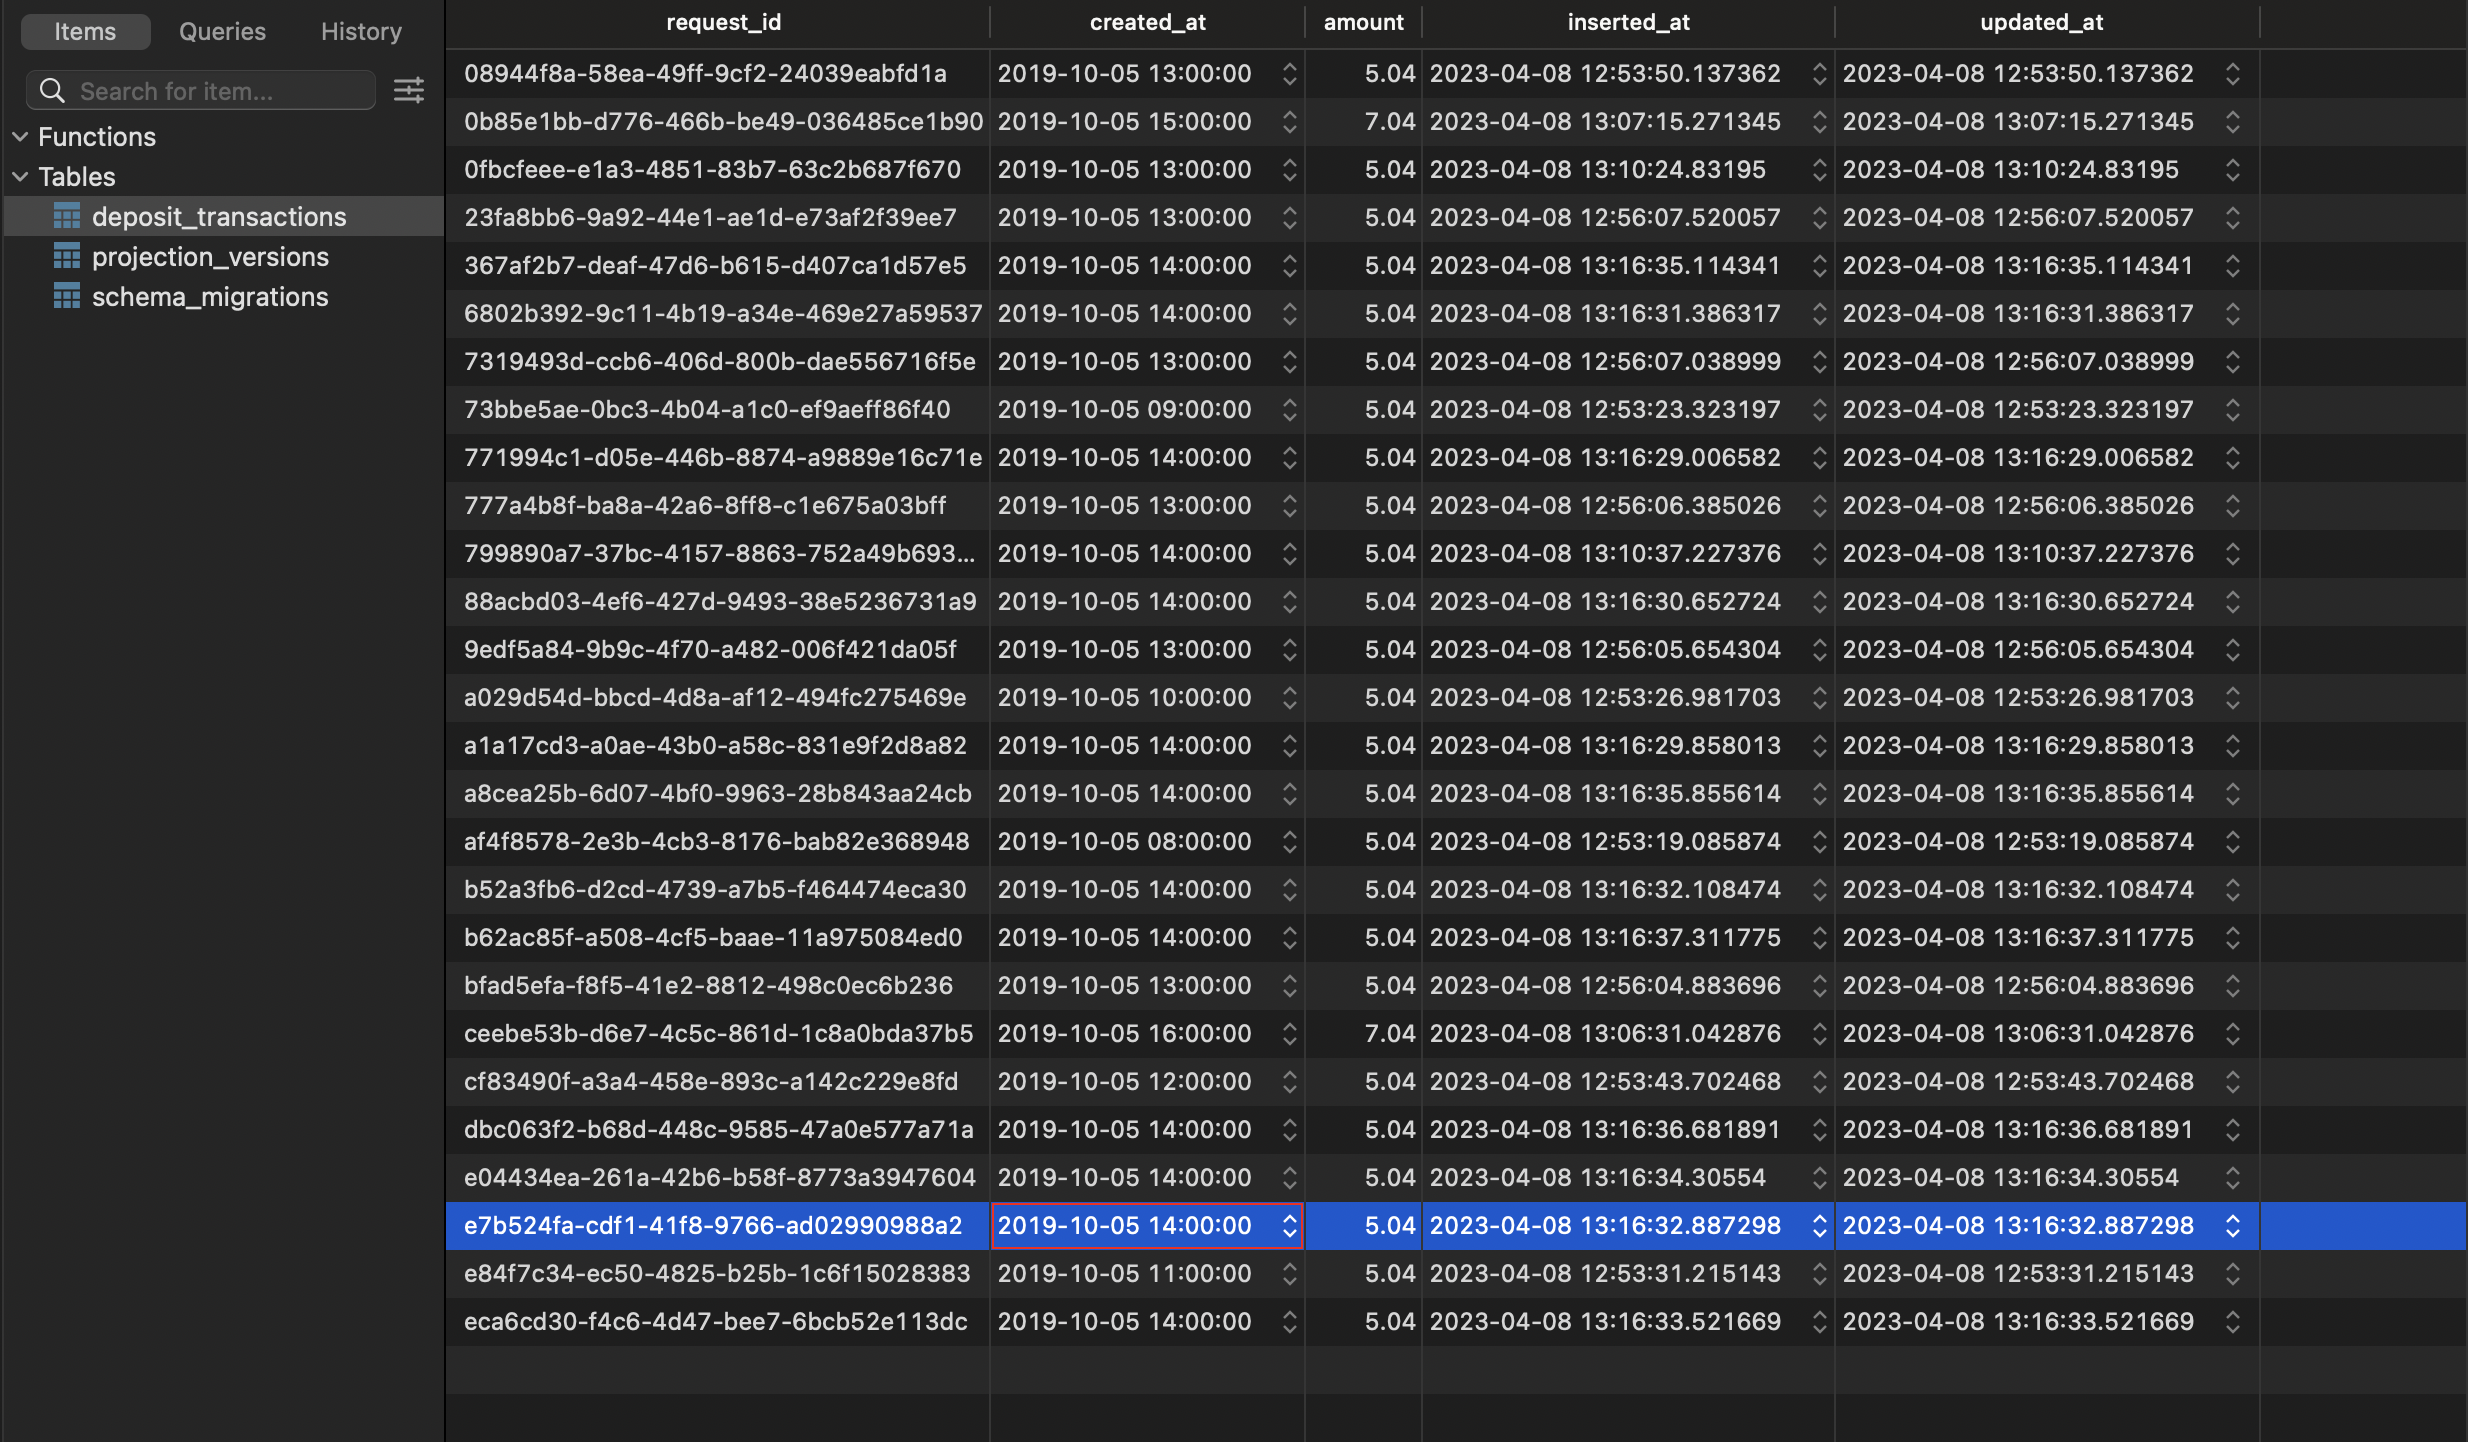 Items Queries History
Search for item...
Functions
Tables
deposit_transactions
projection_versions
schema_migrations
request_id created_at amount inserted_at updated_at
08944f8a-58ea-49ff-9cf2-24039eabfd1a 2019-10-05 13:00:00 5.04 2023-04-08 12:53:50.137362 2023-04-08 12:53:50.137362
0b85e1bb-d776-466b-be49-036485ce1b90 2019-10-05 15:00:00 7.04 2023-04-08 13:07:15.271345 2023-04-08 13:07:15.271345
0fbcfeee-e1a3-4851-83b7-63c2b687f670 2019-10-05 13:00:00 5.04 2023-04-08 13:10:24.83195 2023-04-08 13:10:24.83195
23fa8bb6-9a92-44e1-ae1d-e73af2f39ee7 2019-10-05 13:00:00 5.04 2023-04-08 12:56:07.520057 2023-04-08 12:56:07.520057
367af2b7-deaf-47d6-b615-d407ca1d57e5 2019-10-05 14:00:00 5.04 2023-04-08 13:16:35.114341 2023-04-08 13:16:35.114341
6802b392-9c11-4b19-a34e-469e27a59537 2019-10-05 14:00:00 5.04 2023-04-08 13:16:31.386317 2023-04-08 13:16:31.386317
7319493d-ccb6-406d-800b-dae556716f5e 2019-10-05 13:00:00 5.04 2023-04-08 12:56:07.038999 2023-04-08 12:56:07.038999
73bbe5ae-0bc3-4b04-a1c0-ef9aeff86f40 2019-10-05 09:00:00 5.04 2023-04-08 12:53:23.323197 2023-04-08 12:53:23.323197
771994c1-d05e-446b-8874-a9889e16c71e 2019-10-05 14:00:00 5.04 2023-04-08 13:16:29.006582 2023-04-08 13:16:29.006582
777a4b8f-ba8a-42a6-8ff8-c1e675a03bff 2019-10-05 13:00:00 5.04 2023-04-08 12:56:06.385026 2023-04-08 12:56:06.385026
799890a7-37bc-4157-8863-752a49b693... 2019-10-05 14:00:00 5.04 2023-04-08 13:10:37.227376 2023-04-08 13:10:37.227376
88acbd03-4ef6-427d-9493-38e5236731a9 2019-10-05 14:00:00 5.04 2023-04-08 13:16:30.652724 2023-04-08 13:16:30.652724
9edf5a84-9b9c-4f70-a482-006f421da05f 2019-10-05 13:00:00 5.04 2023-04-08 12:56:05.654304 2023-04-08 12:56:05.654304
a029d54d-bbcd-4d8a-af12-494fc275469e 2019-10-05 10:00:00 5.04 2023-04-08 12:53:26.981703 2023-04-08 12:53:26.981703
a1a17cd3-a0ae-43b0-a58c-831e9f2d8a82 2019-10-05 14:00:00 5.04 2023-04-08 13:16:29.858013 2023-04-08 13:16:29.858013
a8cea25b-6d07-4bf0-9963-28b843aa24cb 2019-10-05 14:00:00 5.04 2023-04-08 13:16:35.855614 2023-04-08 13:16:35.855614
af4f8578-2e3b-4cb3-8176-bab82e368948 2019-10-05 08:00:00 5.04 2023-04-08 12:53:19.085874 2023-04-08 12:53:19.085874
b52a3fb6-d2cd-4739-a7b5-f464474eca30 2019-10-05 14:00:00 5.04 2023-04-08 13:16:32.108474 2023-04-08 13:16:32.108474
b62ac85f-a508-4cf5-baae-11a975084ed0 2019-10-05 14:00:00 5.04 2023-04-08 13:16:37.311775 2023-04-08 13:16:37.311775
bfad5efa-f8f5-41e2-8812-498c0ec6b236 2019-10-05 13:00:00 5.04 2023-04-08 12:56:04.883696 2023-04-08 12:56:04.883696
ceebe53b-d6e7-4c5c-861d-1c8a0bda37b5 2019-10-05 16:00:00 7.04 2023-04-08 13:06:31.042876 2023-04-08 13:06:31.042876
cf83490f-a3a4-458e-893c-a142c229e8fd 2019-10-05 12:00:00 5.04 2023-04-08 12:53:43.702468 2023-04-08 12:53:43.702468
dbc063f2-b68d-448c-9585-47a0e577a71a 2019-10-05 14:00:00 5.04 2023-04-08 13:16:36.681891 2023-04-08 13:16:36.681891
e04434ea-261a-42b6-b58f-8773a3947604 2019-10-05 14:00:00 5.04 2023-04-08 13:16:34.30554 2023-04-08 13:16:34.30554
e7b524fa-cdf1-41f8-9766-ad02990988a2 2019-10-05 14:00:00 5.04 2023-04-08 13:16:32.887298 2023-04-08 13:16:32.887298
e84f7c34-ec50-4825-b25b-1c6f15028383 2019-10-05 11:00:00 5.04 2023-04-08 12:53:31.215143 2023-04-08 12:53:31.215143
eca6cd30-f4c6-4d47-bee7-6bcb52e113dc 2019-10-05 14:00:00 5.04 2023-04-08 13:16:33.521669 2023-04-08 13:16:33.521669